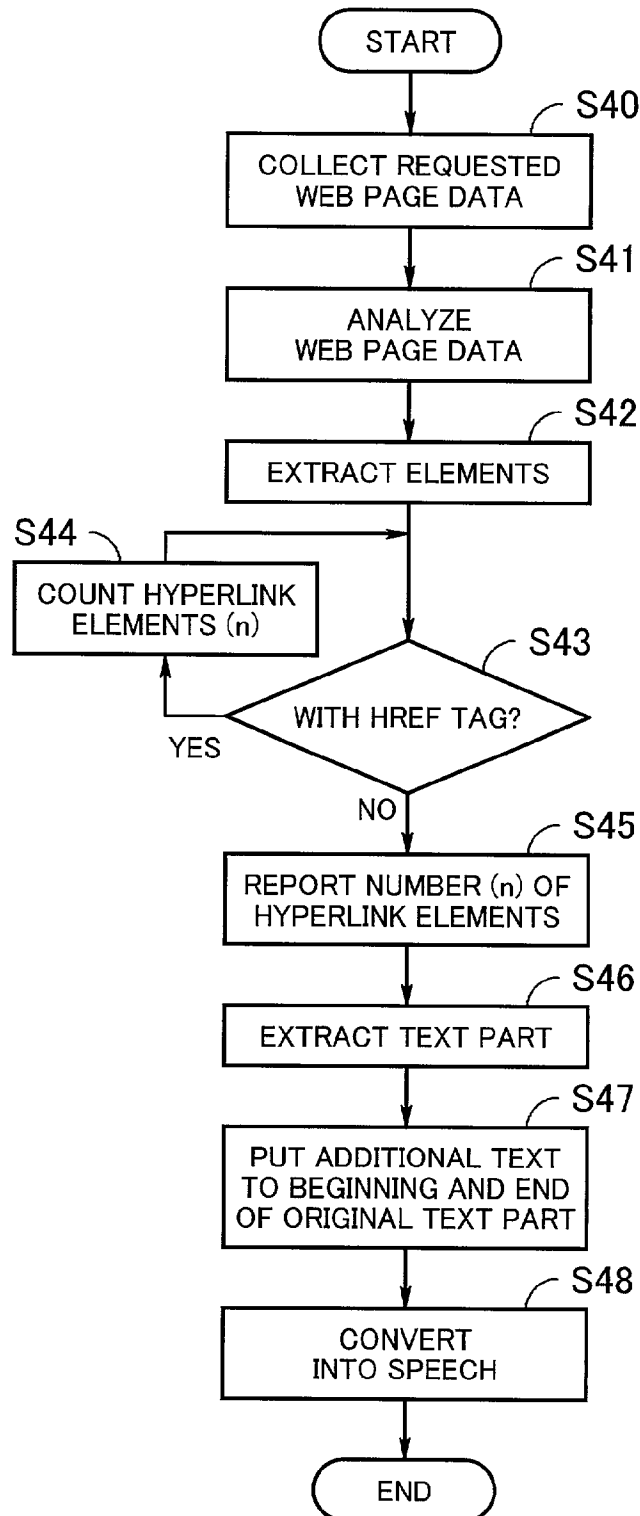 START
S40
COLLECT REQUESTED
WEB PAGE DATA
S41
ANALYZE
WEB PAGE DATA
S42
EXTRACT ELEMENTS
S44
COUNT HYPERLINK
ELEMENTS (n)
S43
WITH HREF TAG?
YES
NO
S45
REPORT NUMBER (n) OF
HYPERLINK ELEMENTS
S46
EXTRACT TEXT PART
S47
PUT ADDITIONAL TEXT
TO BEGINNING AND END
OF ORIGINAL TEXT PART
S48
CONVERT
INTO SPEECH
END